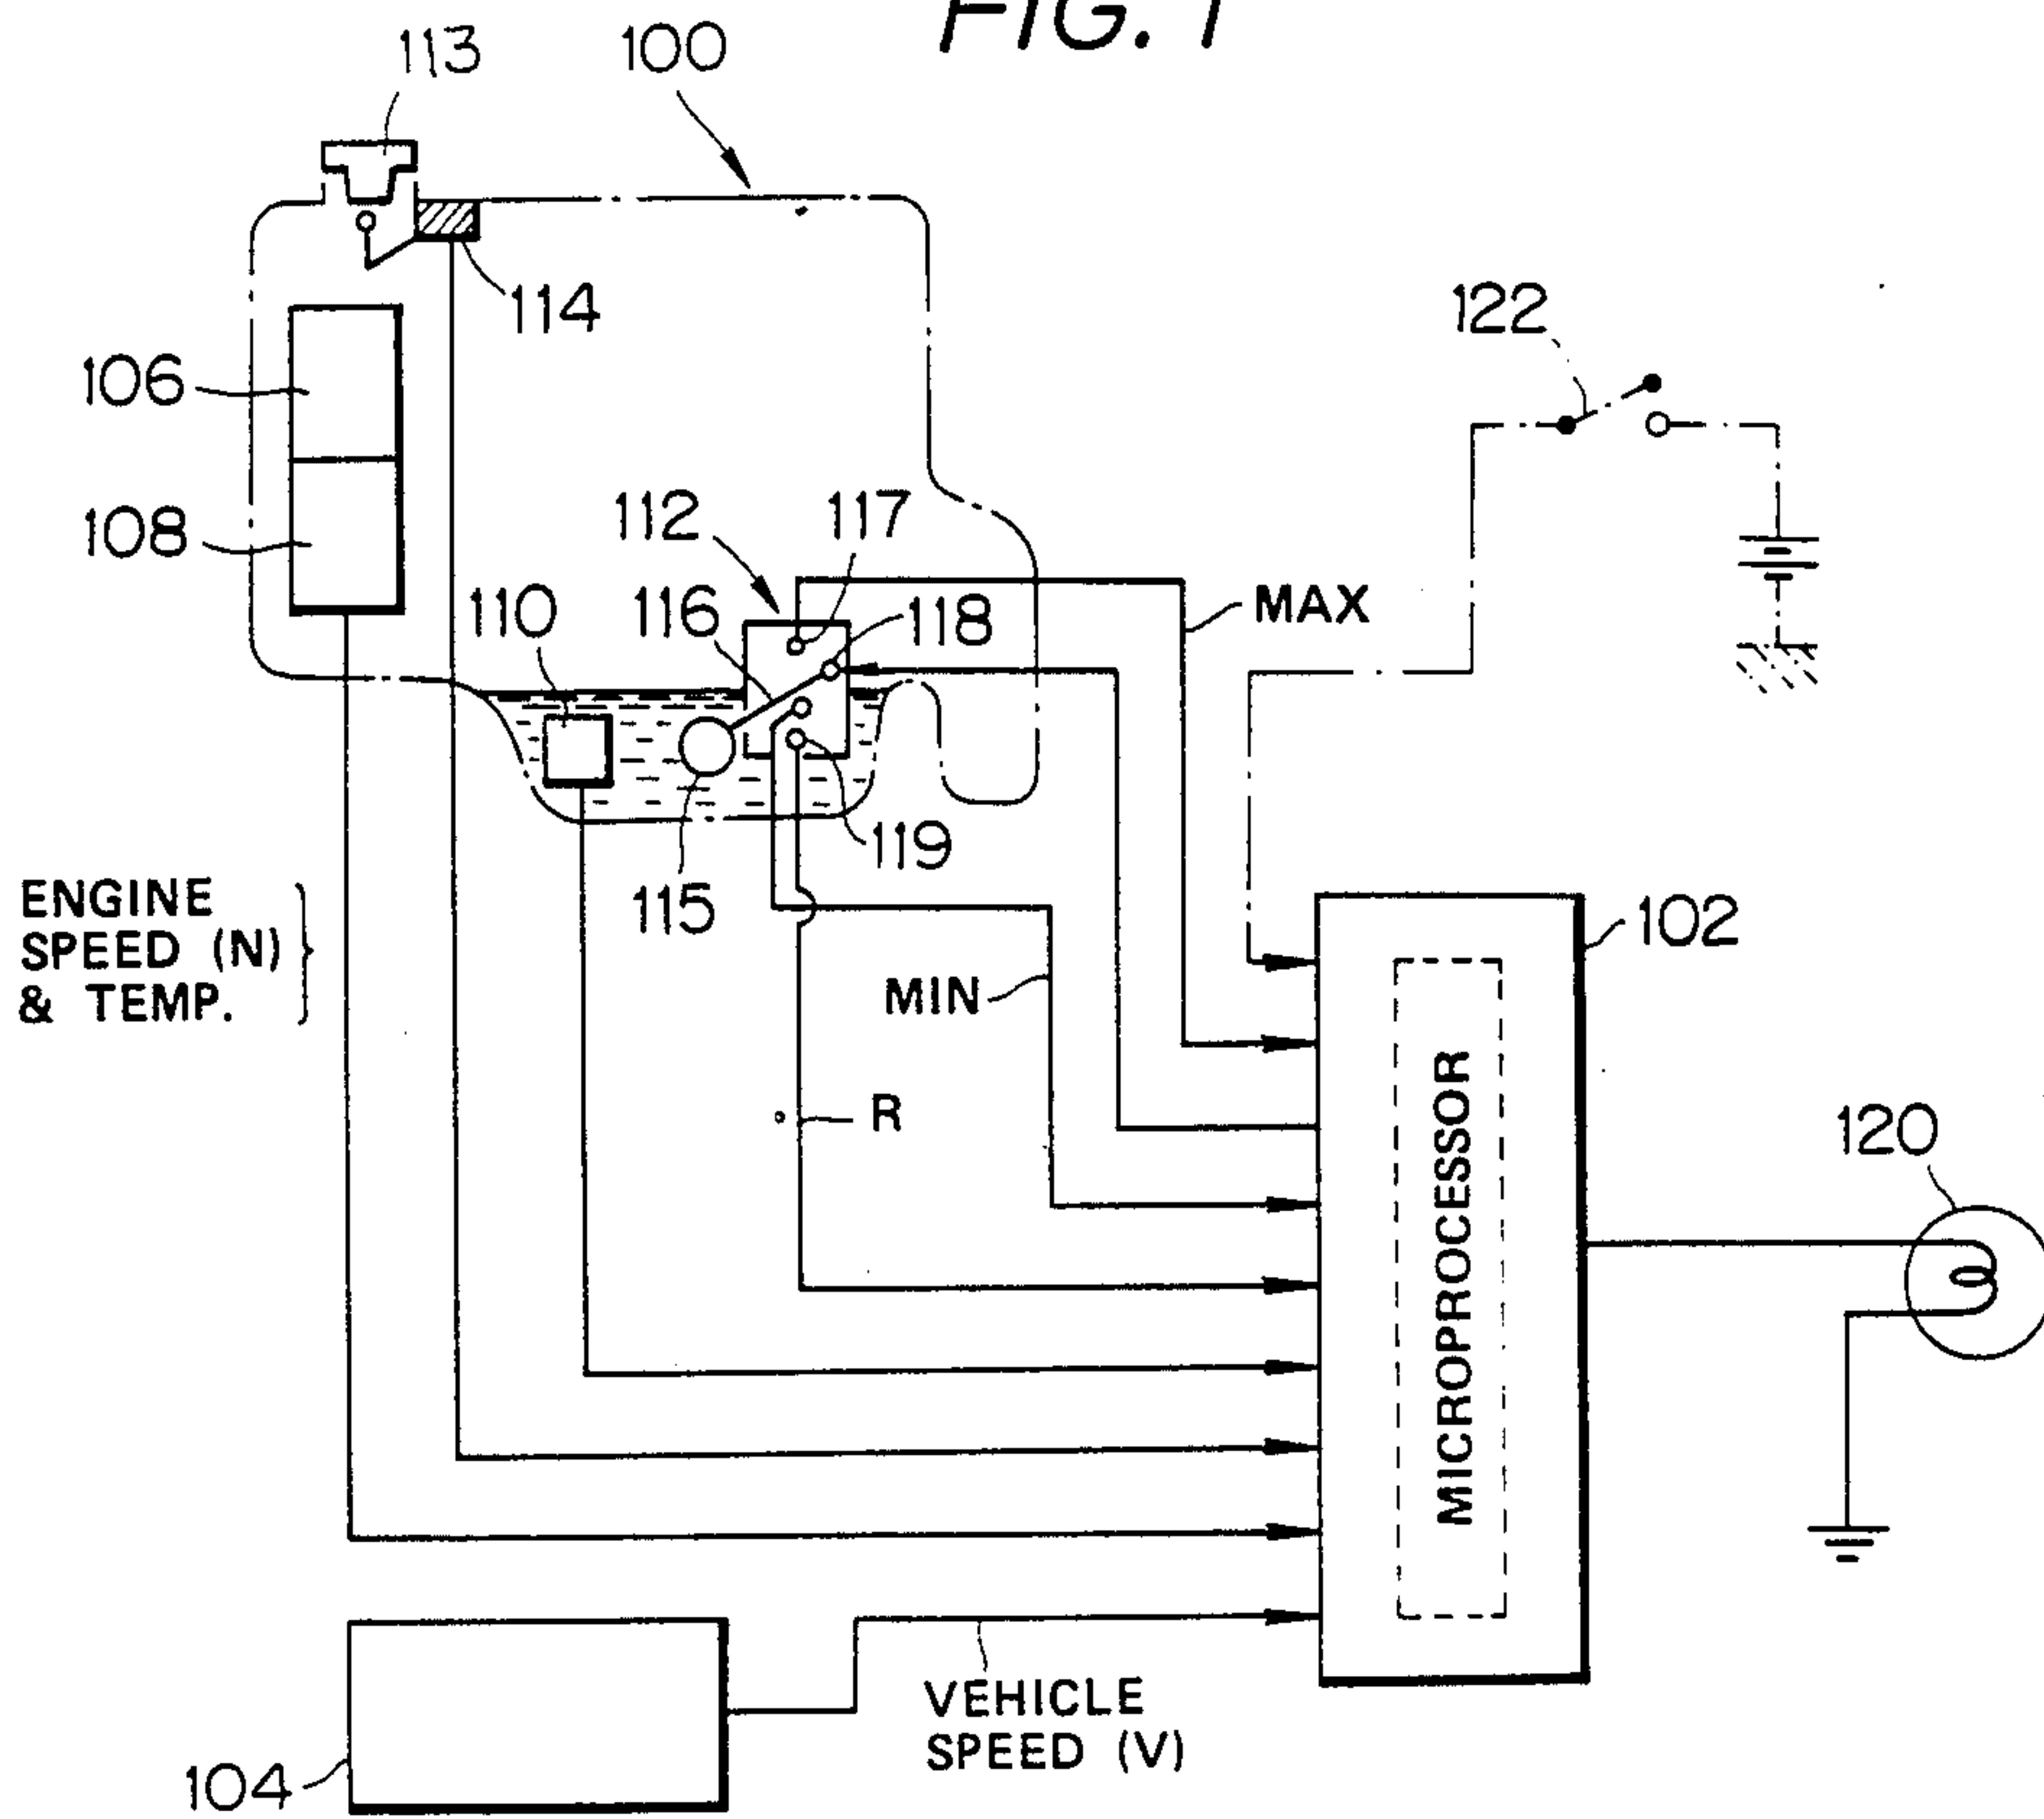 FIG. 1
113
100
114
122
106
108
112
117
110
116
118
MAX
119
115
ENGINE
SPEED (N)
& TEMP.
102
MIN
R
MICROPROCESSOR
120
VEHICLE
SPEED (V)
104